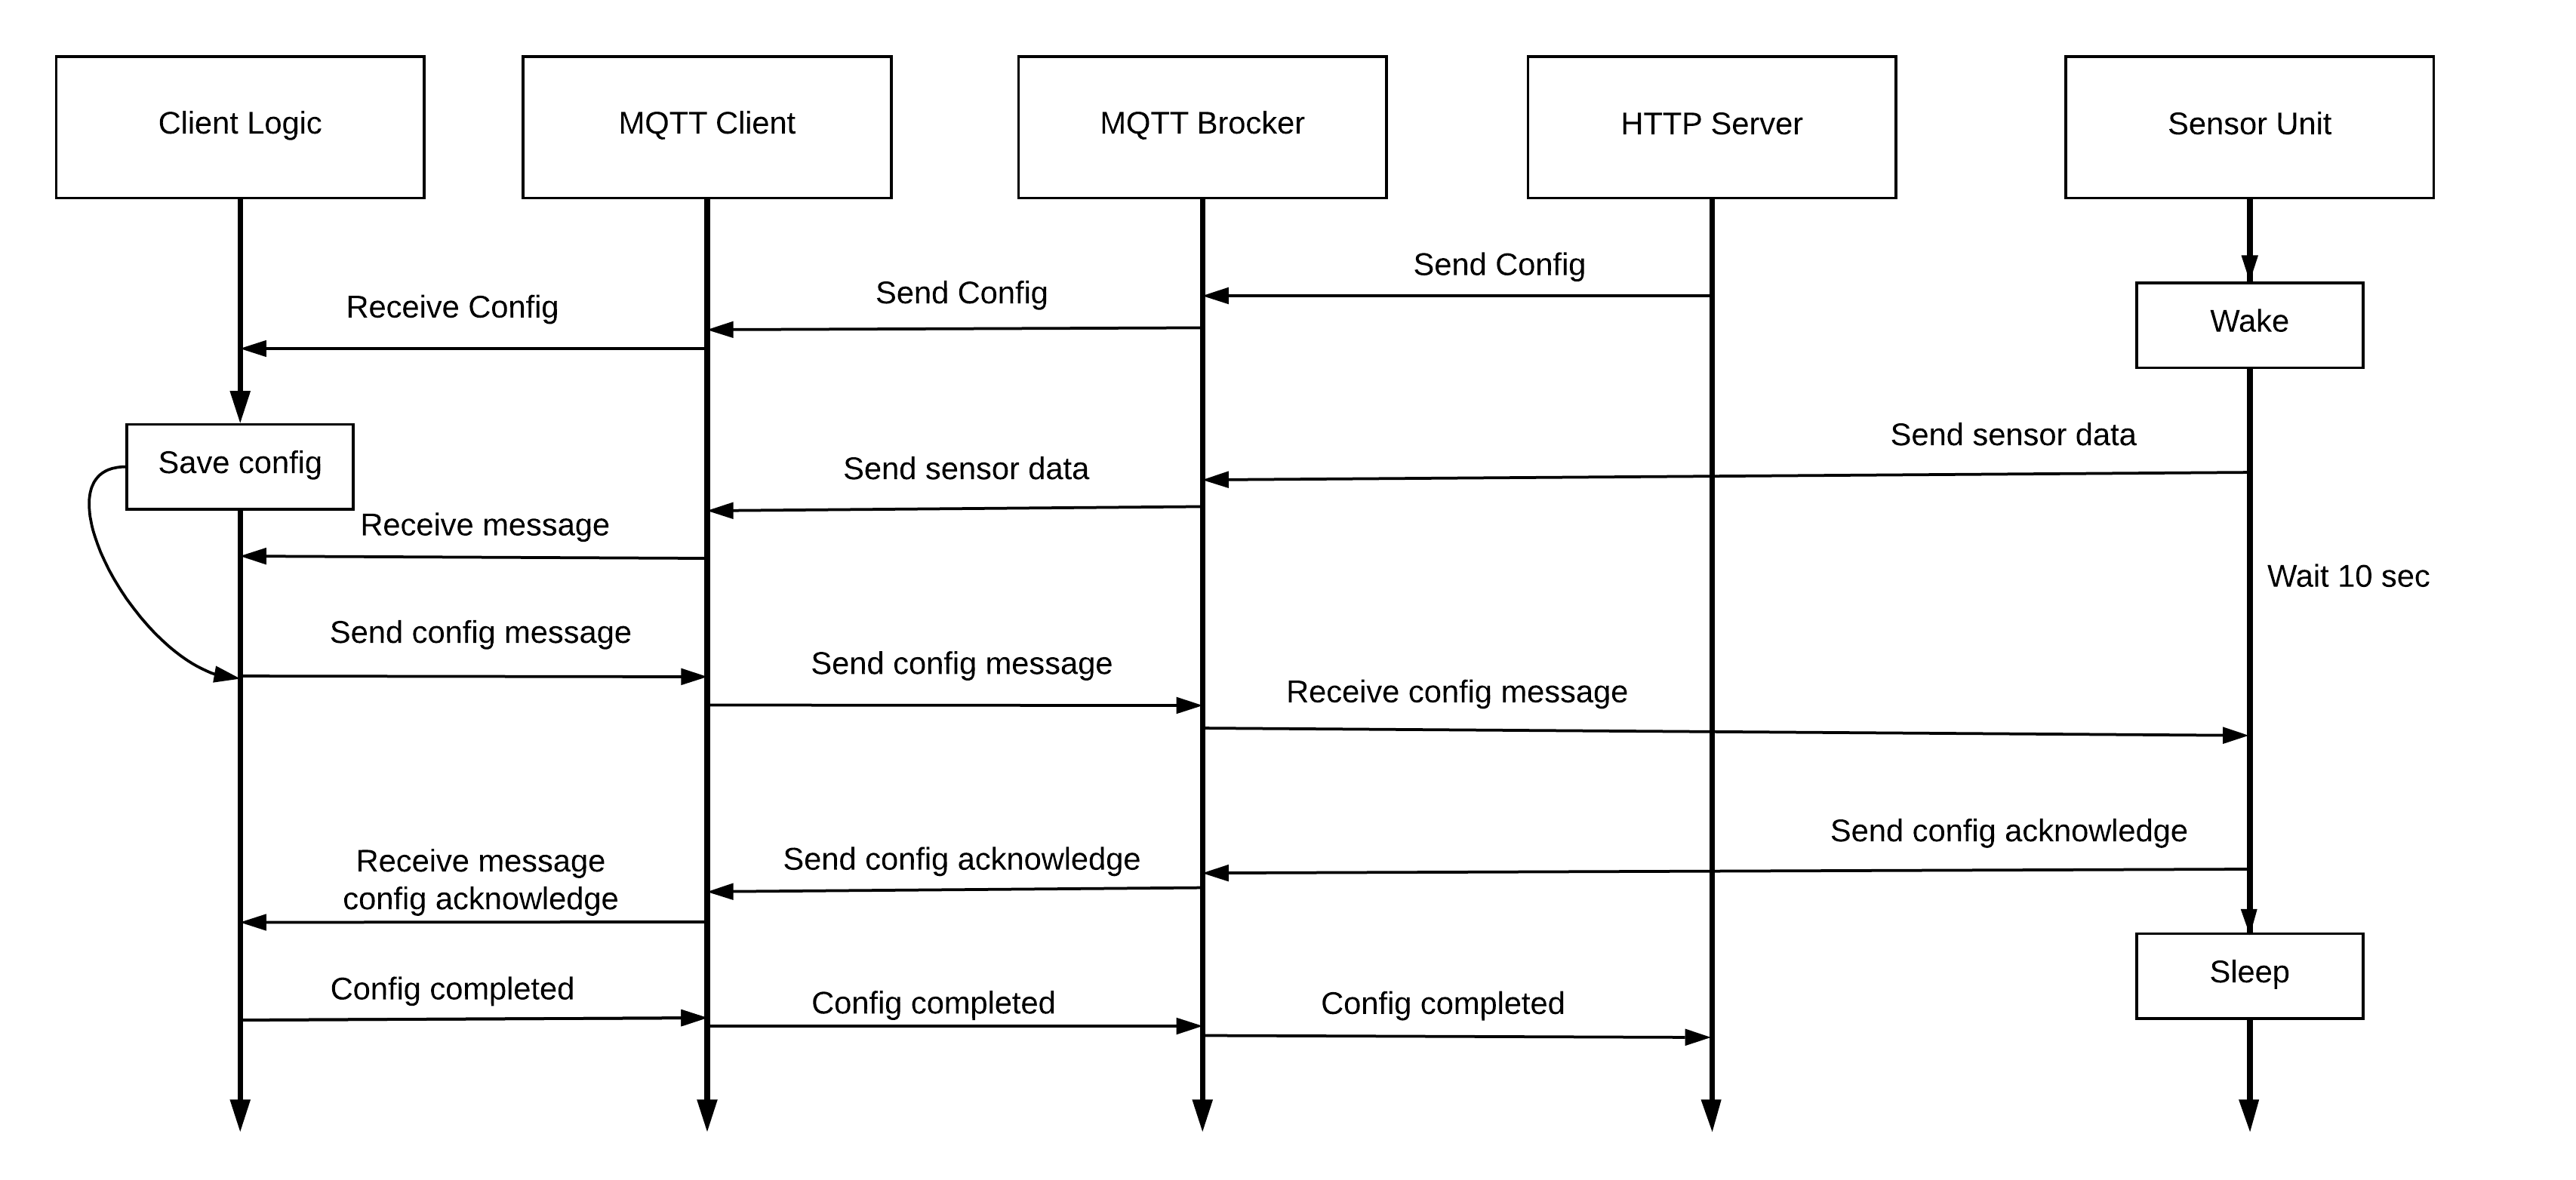 Client Logic
MQTT Client
MQTT Brocker
HTTP Server
Sensor Unit
Send Config
Send Config
Receive Config
Wake
Save config
Send sensor data
Send sensor data
Receive message
Wait 10 sec
Send config message
Send config message
Receive config message
Send config acknowledge
Send config acknowledge
Receive message
config acknowledge
Sleep
Config completed
Config completed
Config completed